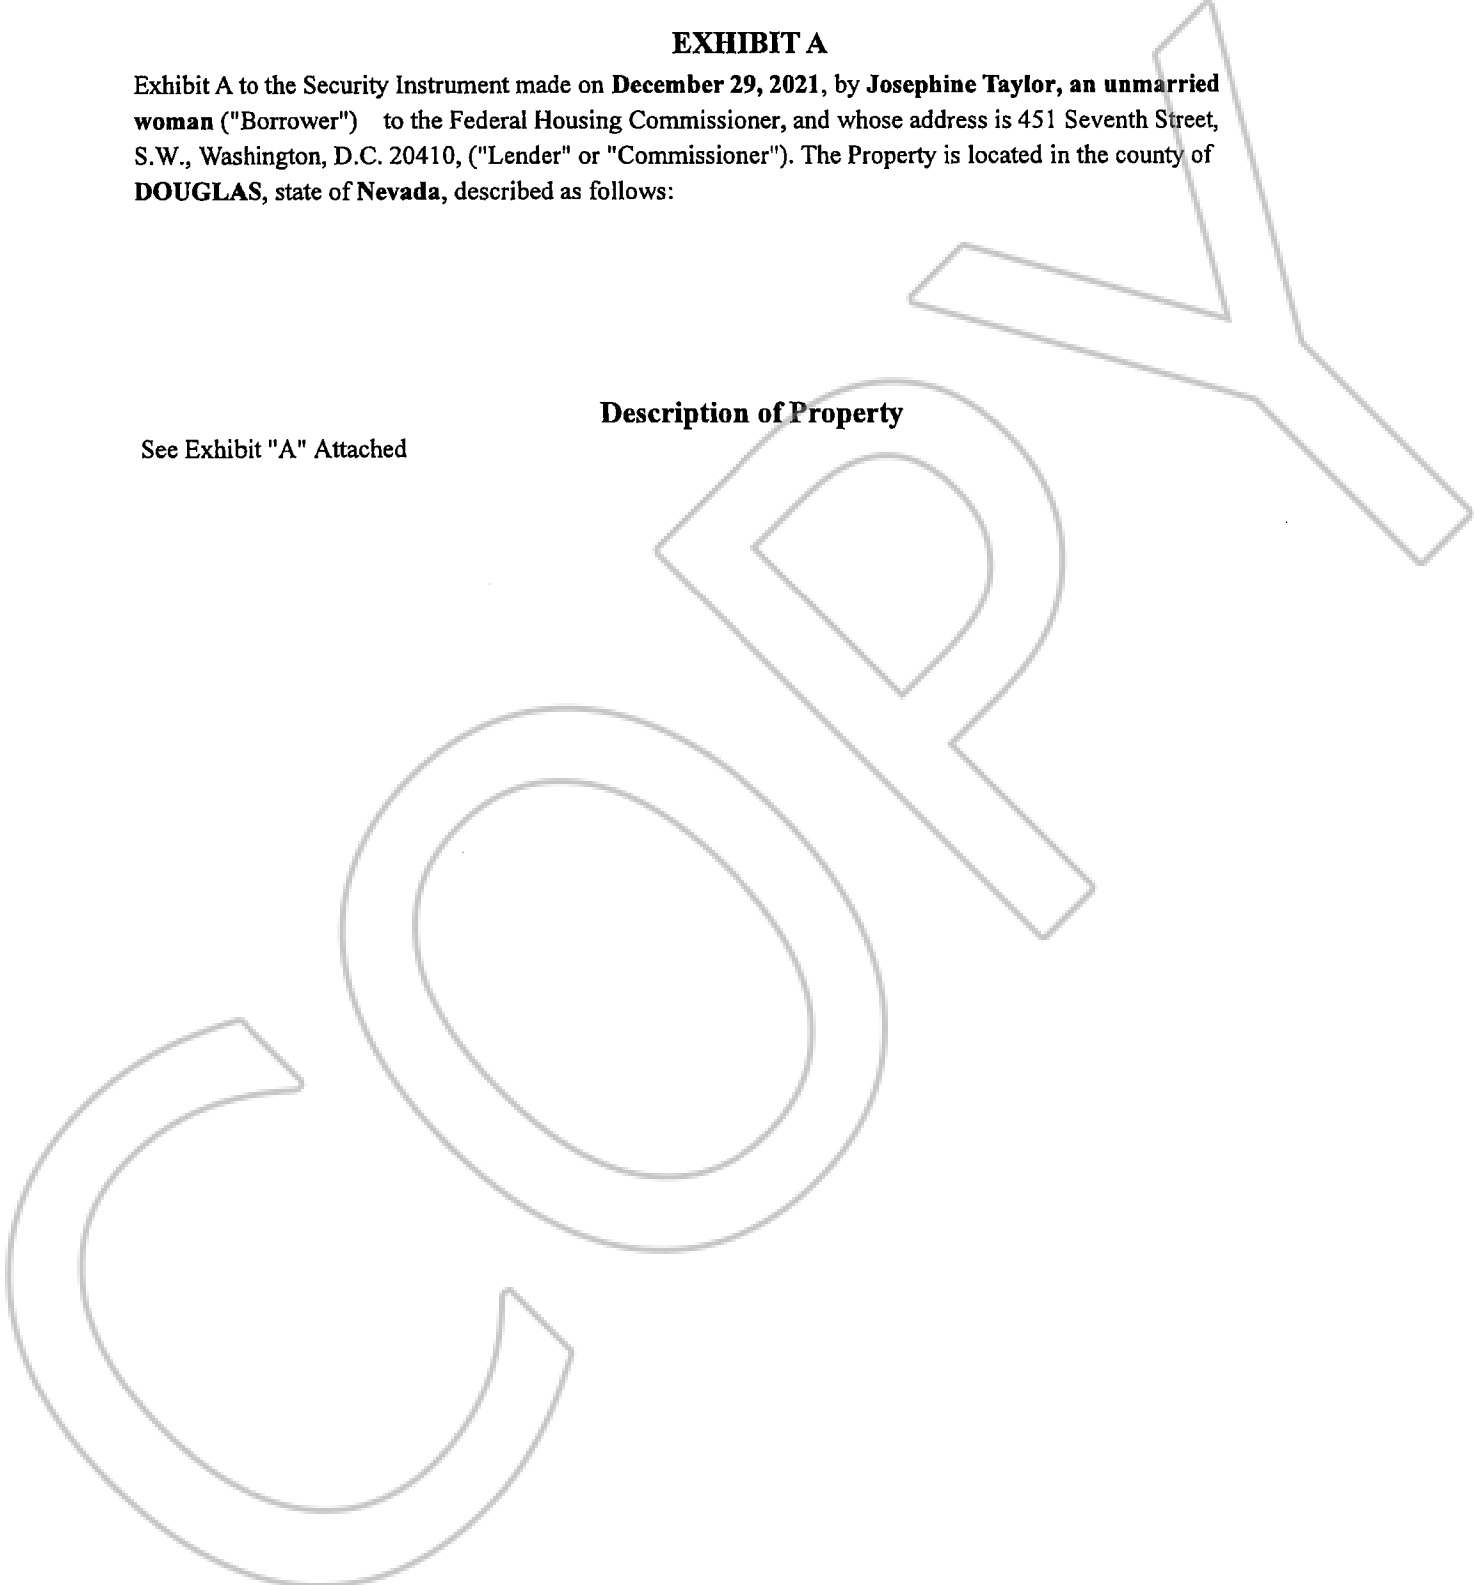 EXHIBIT A
Exhibit A to the Security Instrument made on December 29, 2021, by Josephine Taylor, an unmarried
woman ("Borrower") to the Federal Housing Commissioner, and whose address is 451 Seventh Street,
S.W., Washington, D.C. 20410, ("Lender" or "Commissioner"). The Property is located in the county of
DOUGLAS, state of Nevada, described as follows:
Description of Property
See Exhibit "A" Attached
COPY